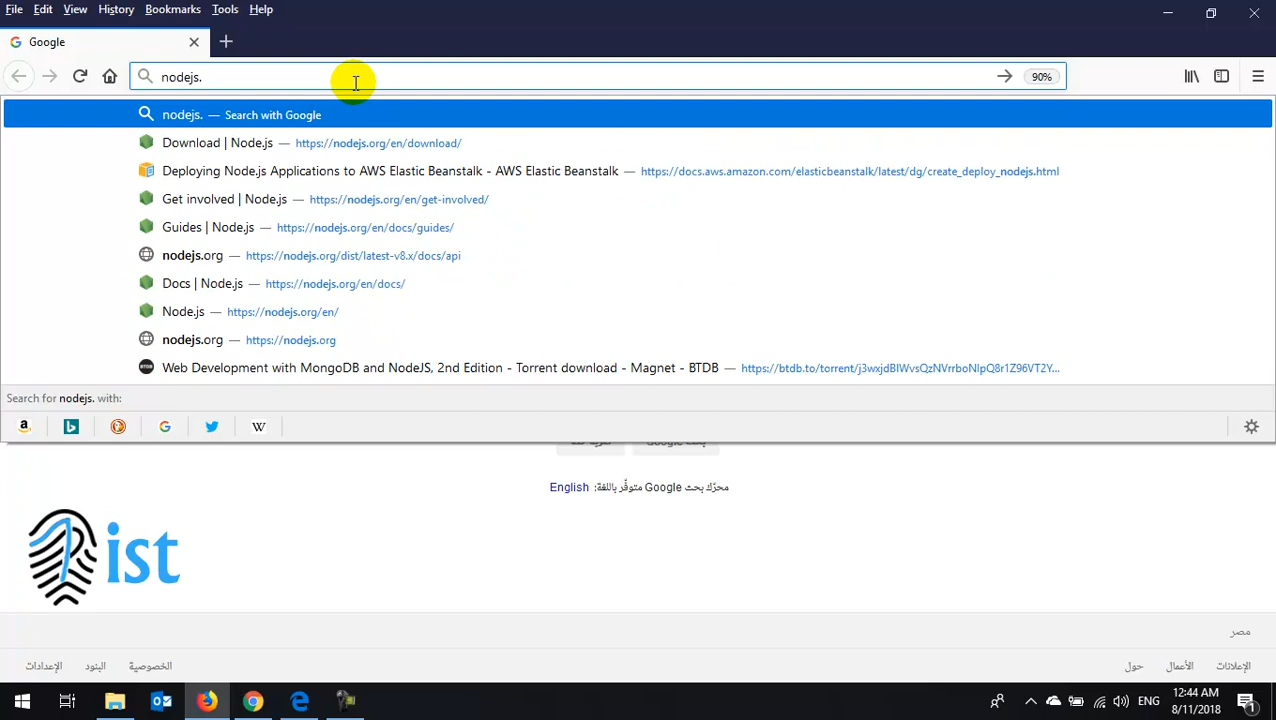 File Edit View History Bookmarks Tools Help
Google
nodejs. 90%
nodejs. — Search with Google
Download | Node.js — https://nodejs.org/en/download/
Deploying Node.js Applications to AWS Elastic Beanstalk - AWS Elastic Beanstalk — https://docs.aws.amazon.com/elasticbeanstalk/latest/dg/create_deploy_nodejs.html
Get involved | Node.js — https://nodejs.org/en/get-involved/
Guides | Node.js — https://nodejs.org/en/docs/guides/
nodejs.org — https://nodejs.org/dist/latest-v8.x/docs/api
Docs | Node.js — https://nodejs.org/en/docs/
Node.js — https://nodejs.org/en/
nodejs.org — https://nodejs.org
Web Development with MongoDB and NodeJS, 2nd Edition - Torrent download - Magnet - BTDB — https://btdb.to/torrent/j3wxjdBIWvsQzNVrrboNlpQ8r1Z96VT2Y...
Search for nodejs. with:
بحث Google
محرّك بحث Google متوفّر باللغة: English
1ist
مصر
الإعلانات الأعمال حول الخصوصية البنود الإعدادات
ENG 12:44 AM
8/11/2018
1